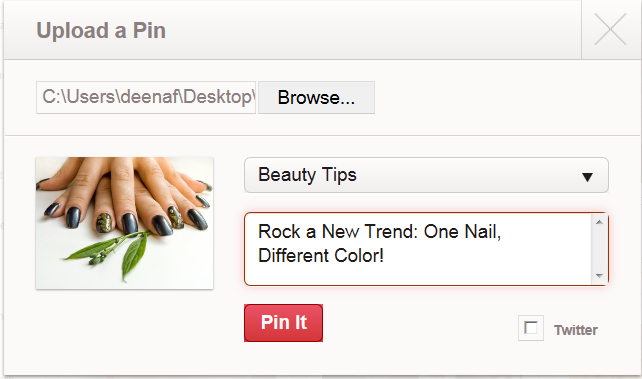 Upload a Pin
C:\Users\deenaf\Desktop\
Browse...
Beauty Tips
Rock a New Trend: One Nail,
Different Color!
Pin It
Twitter